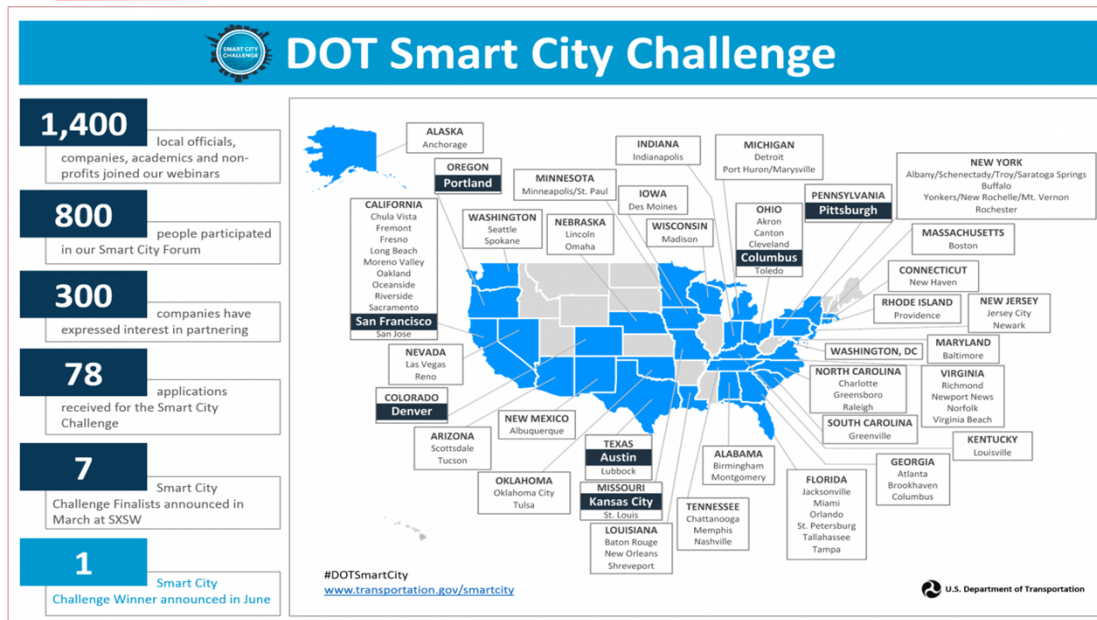 SMART CITY
CHALLENGE
DOT Smart City Challenge
1,400
local officials,
companies, academics and non-
profits joined our webinars
800
people participated
in our Smart City Forum
300
companies have
expressed interest in partnering
78
applications
received for the Smart City
Challenge
7
Smart City
Challenge Finalists announced in
March at SXSW
1
Smart City
Challenge Winner announced in June
ALASKA
Anchorage
OREGON
Portland
CALIFORNIA
Chula Vista
Fremont
Fresno
Long Beach
Moreno Valley
Oakland
Oceanside
Riverside
Sacramento
San Francisco
San Jose
WASHINGTON
Seattle
Spokane
NEBRASKA
Lincoln
Omaha
MINNESOTA
Minneapolis/St. Paul
IOWA
Des Moines
INDIANA
Indianapolis
WISCONSIN
Madison
MICHIGAN
Detroit
Port Huron/Marysville
OHIO
Akron
Canton
Cleveland
Columbus
Toledo
PENNSYLVANIA
Pittsburgh
NEW YORK
Albany/Schenectady/Troy/Saratoga Springs
Buffalo
Yonkers/New Rochelle/Mt. Vernon
Rochester
MASSACHUSETTS
Boston
CONNECTICUT
New Haven
RHODE ISLAND
Providence
NEW JERSEY
Jersey City
Newark
WASHINGTON, DC
MARYLAND
Baltimore
NEVADA
Las Vegas
Reno
COLORADO
Denver
ARIZONA
Scottsdale
Tucson
NEW MEXICO
Albuquerque
OKLAHOMA
Oklahoma City
Tulsa
TEXAS
Austin
Lubbock
MISSOURI
Kansas City
St. Louis
LOUISIANA
Baton Rouge
New Orleans
Shreveport
TENNESSEE
Chattanooga
Memphis
Nashville
ALABAMA
Birmingham
Montgomery
NORTH CAROLINA
Charlotte
Greensboro
Raleigh
VIRGINIA
Richmond
Newport News
Norfolk
Virginia Beach
SOUTH CAROLINA
Greenville
KENTUCKY
Louisville
GEORGIA
Atlanta
Brookhaven
Columbus
FLORIDA
Jacksonville
Miami
Orlando
St. Petersburg
Tallahassee
Tampa
#DOTSmartCity
www.transportation.gov/smartcity
U.S. Department of Transportation